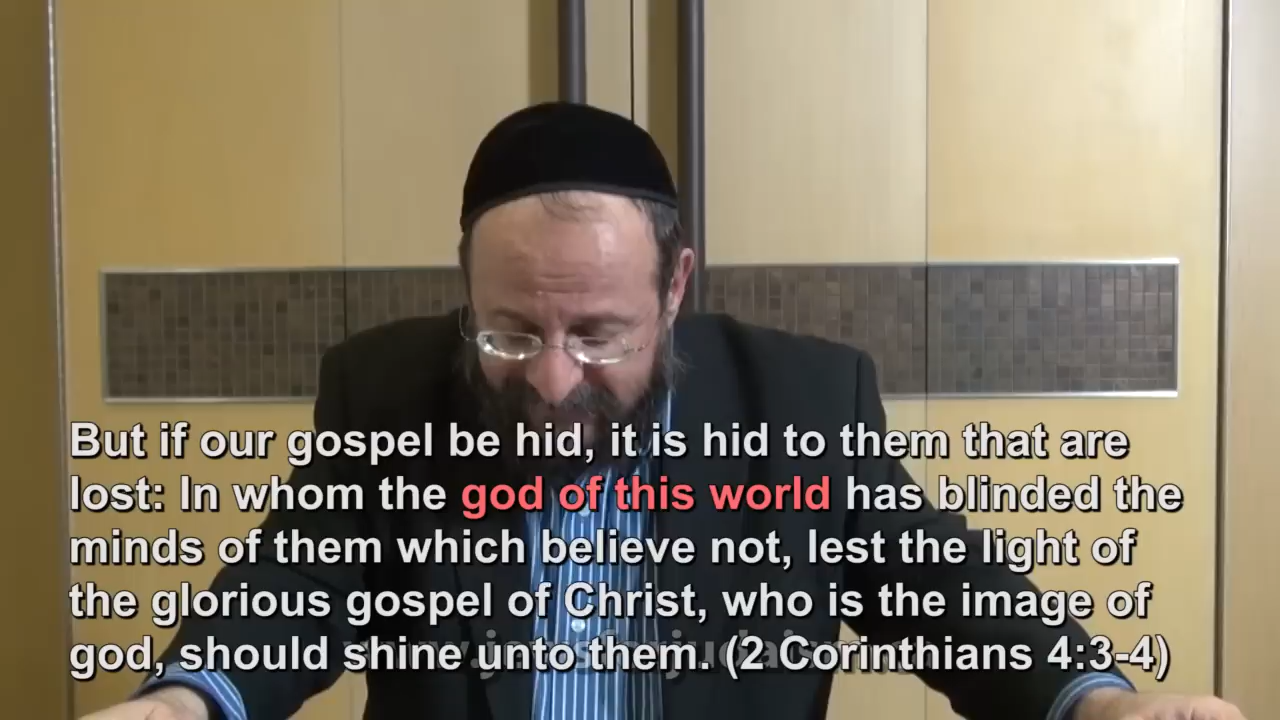 But if our gospel be hid, it is hid to them that are
lost: In whom the god of this world has blinded the
minds of them which believe not, lest the light of
the glorious gospel of Christ, who is the image of
god, should shine unto them. (2 Corinthians 4:3-4)